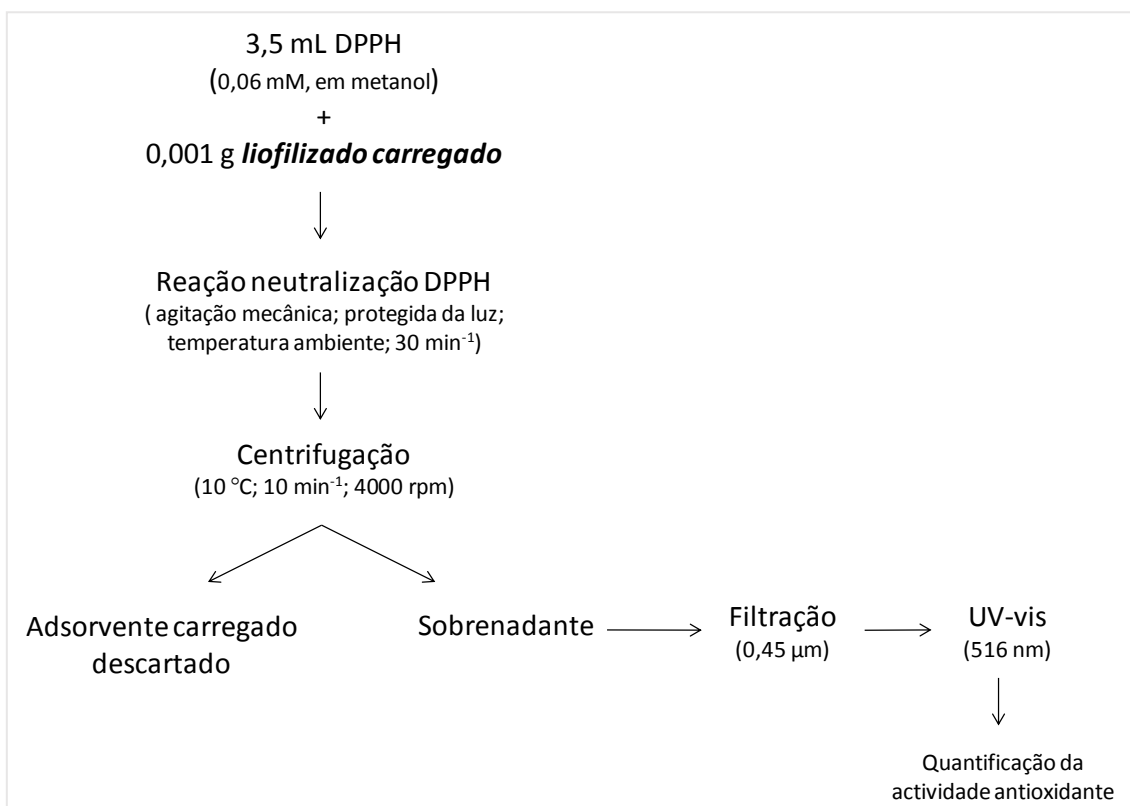 3,5 mL DPPH
(0,06 mM, em metanol)
+
0,001 g liofilizado carregado
Reação neutralização DPPH
( agitação mecânica; protegida da luz;
temperatura ambiente; 30 min⁻¹)
Centrifugação
(10 °C; 10 min⁻¹; 4000 rpm)
Adsorvente carregado
descartado
Sobrenadante
Filtração
(0,45 µm)
UV-vis
(516 nm)
Quantificação da
actividade antioxidante